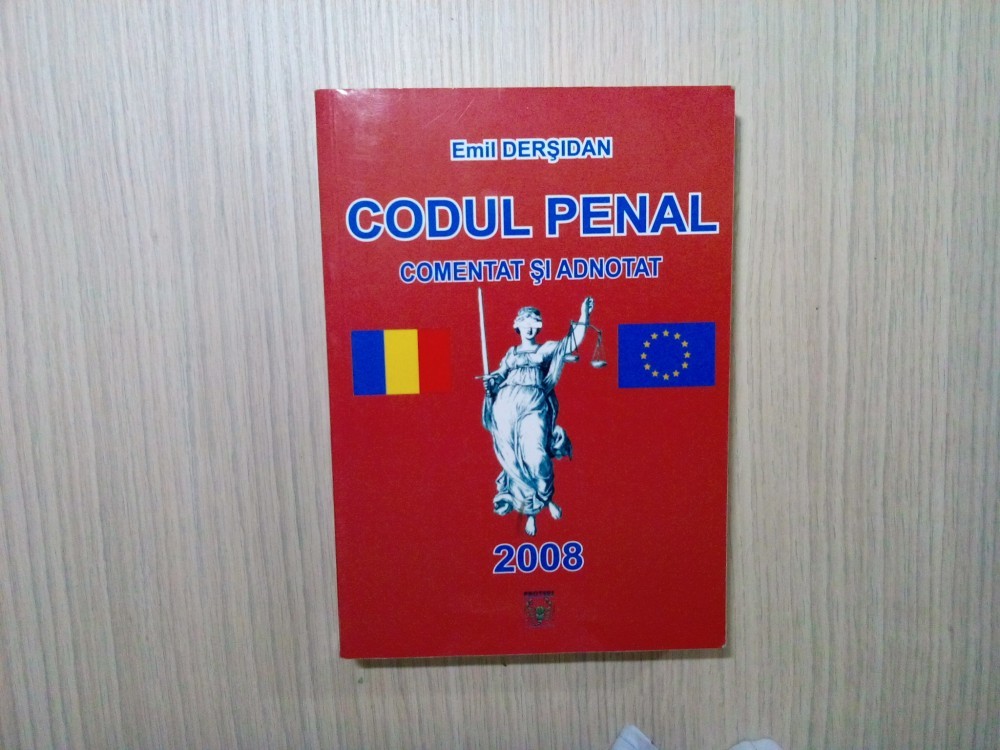 Emil DERŞIDAN
CODUL PENAL
COMENTAT ŞI ADNOTAT
2008